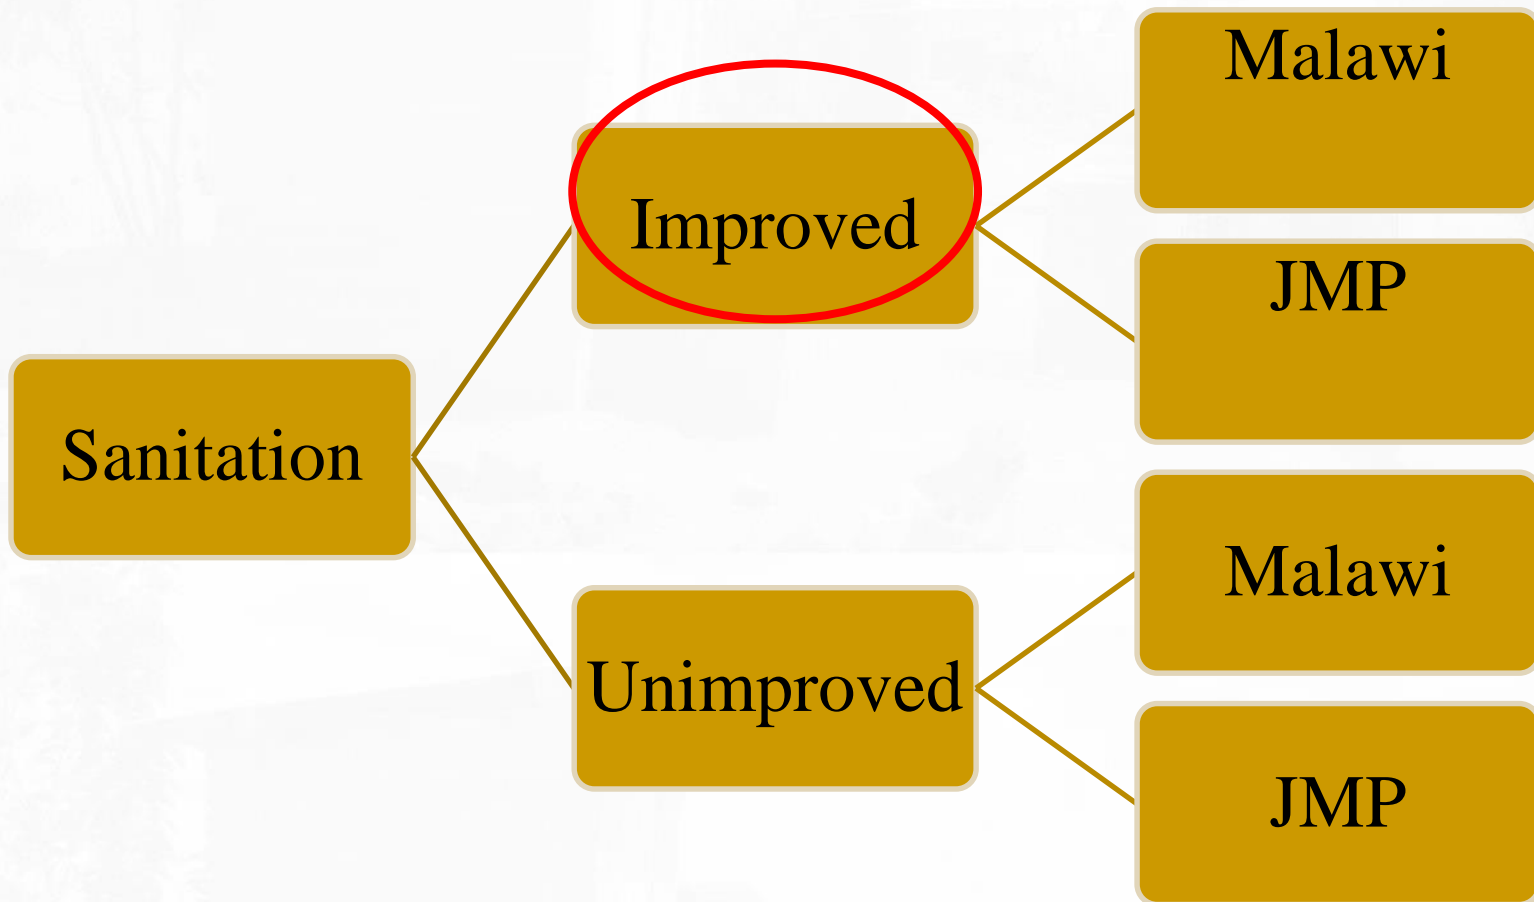 Sanitation
Improved
Malawi
JMP
Unimproved
Malawi
JMP